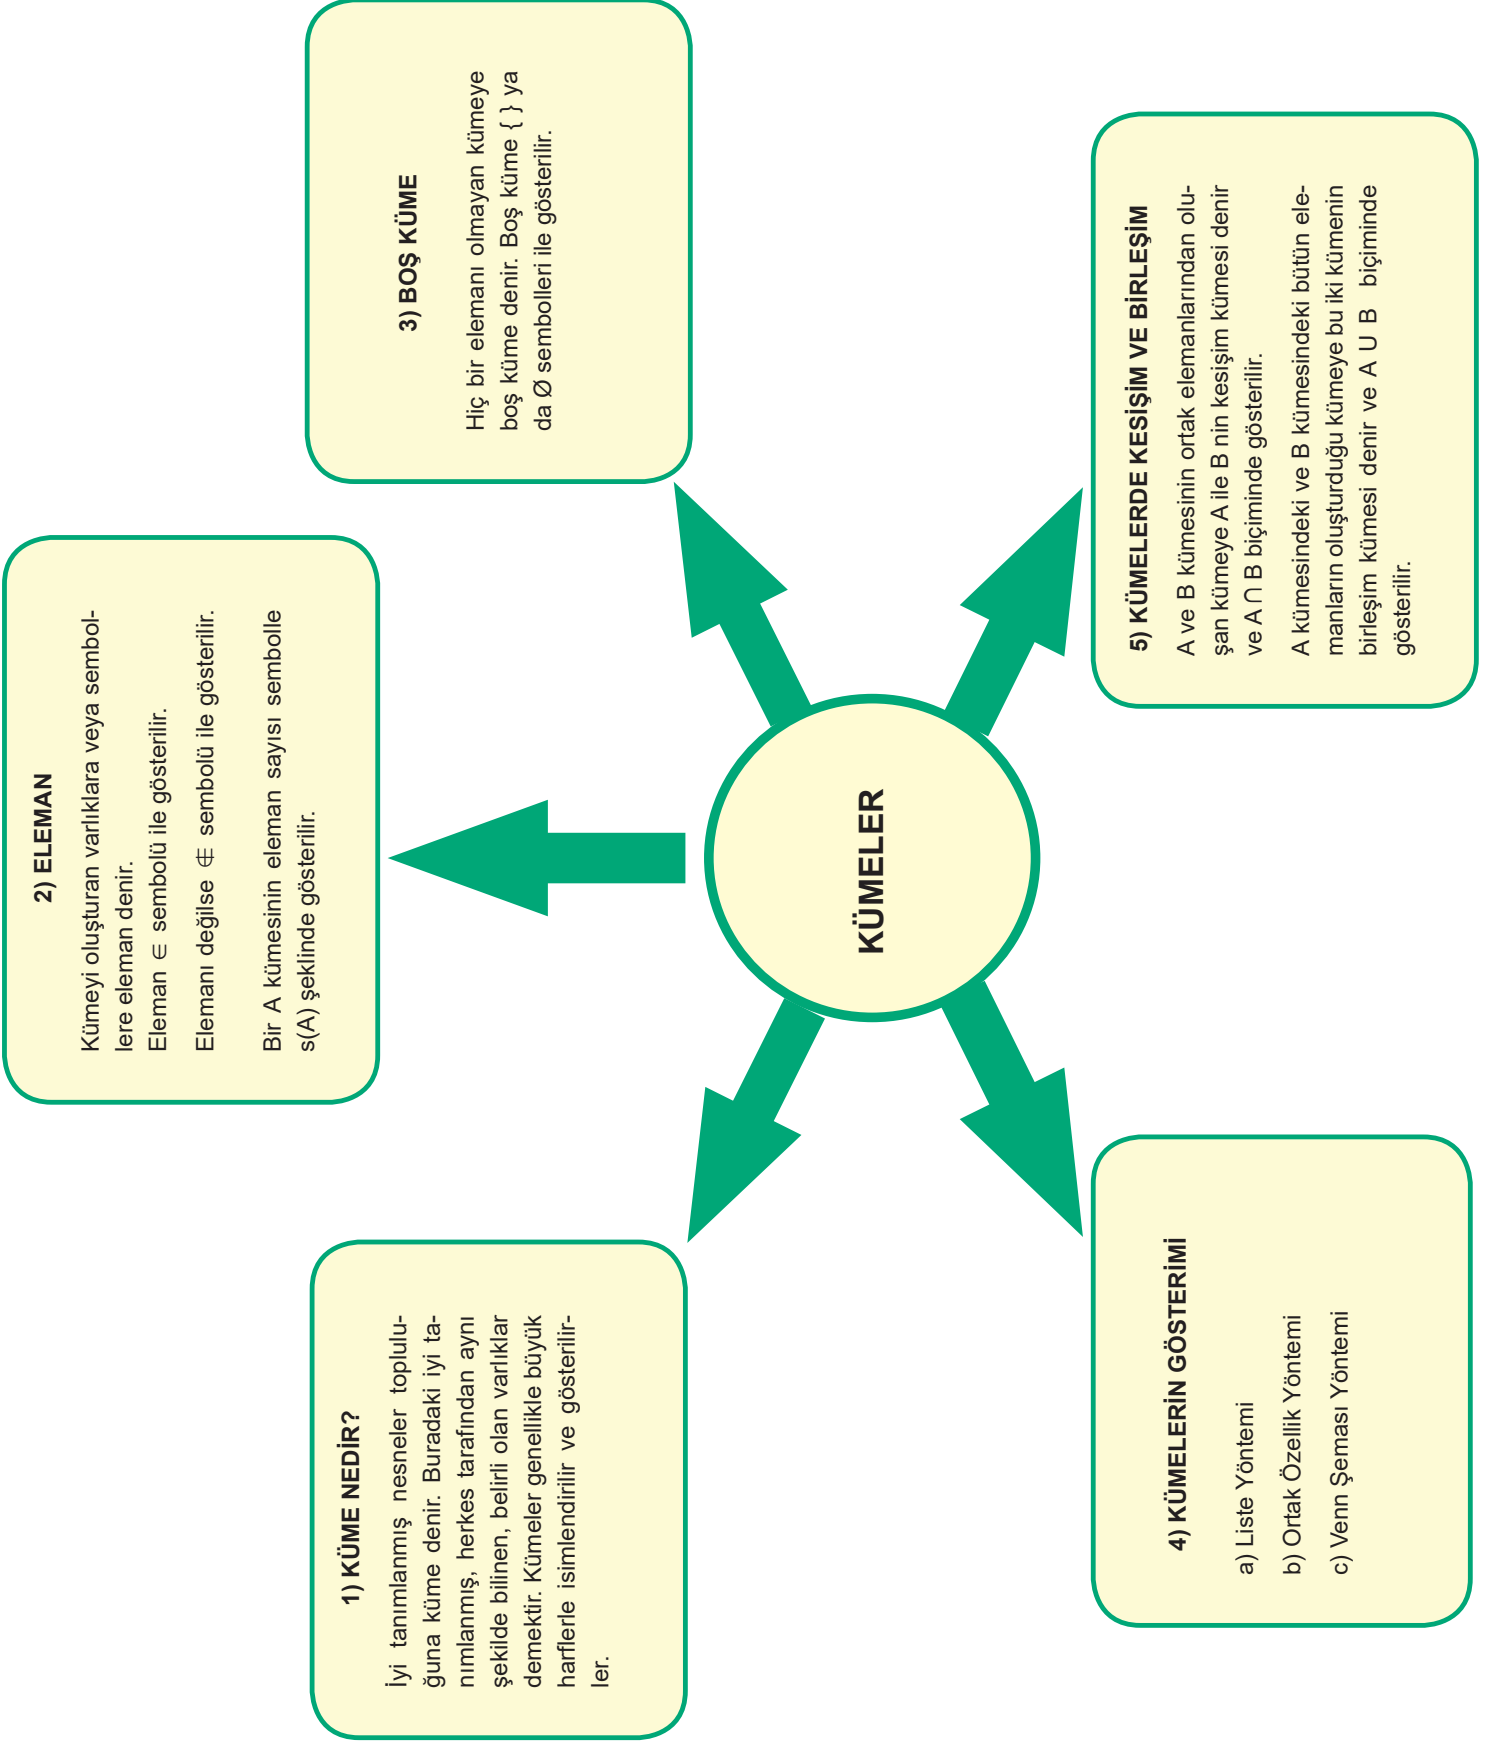 1) KÜME NEDİR?
İyi tanımlanmış nesneler toplulu-
ğuna küme denir. Buradaki iyi ta-
nımlanmış, herkes tarafından aynı
şekilde bilinen, belirli olan varlıklar
demektir. Kümeler genellikle büyük
harflerle isimlendirilir ve gösterilir-
ler.
2) ELEMAN
Kümeyi oluşturan varlıklara veya sembol-
lere eleman denir.
Eleman ∈ sembolü ile gösterilir.
Elemanı değilse ∉ sembolü ile gösterilir.
Bir A kümesinin eleman sayısı sembolle
s(A) şeklinde gösterilir.
3) BOŞ KÜME
Hiç bir elemanı olmayan kümeye
boş küme denir. Boş küme { } ya
da Ø sembolleri ile gösterilir.
KÜMELER
4) KÜMELERİN GÖSTERİMİ
a) Liste Yöntemi
b) Ortak Özellik Yöntemi
c) Venn Şeması Yöntemi
5) KÜMELERDE KESİŞİM VE BİRLEŞİM
A ve B kümesinin ortak elemanlarından olu-
şan kümeye A ile B nin kesişim kümesi denir
ve A ∩ B biçiminde gösterilir.
A kümesindeki ve B kümesindeki bütün ele-
manların oluşturduğu kümeye bu iki kümenin
birleşim kümesi denir ve A U B biçiminde
gösterilir.